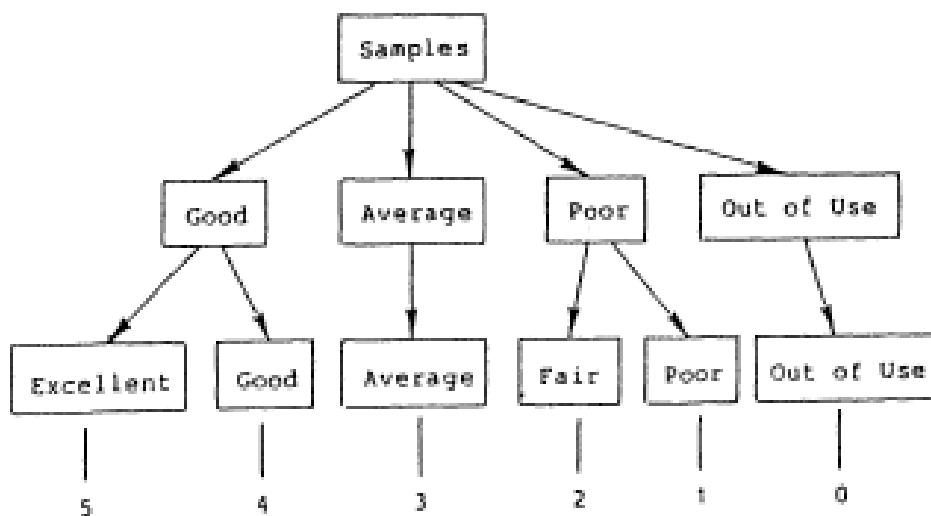 Samples
Good Average Poor Out of Use
Excellent Good Average Fair Poor Out of Use
5 4 3 2 1 0